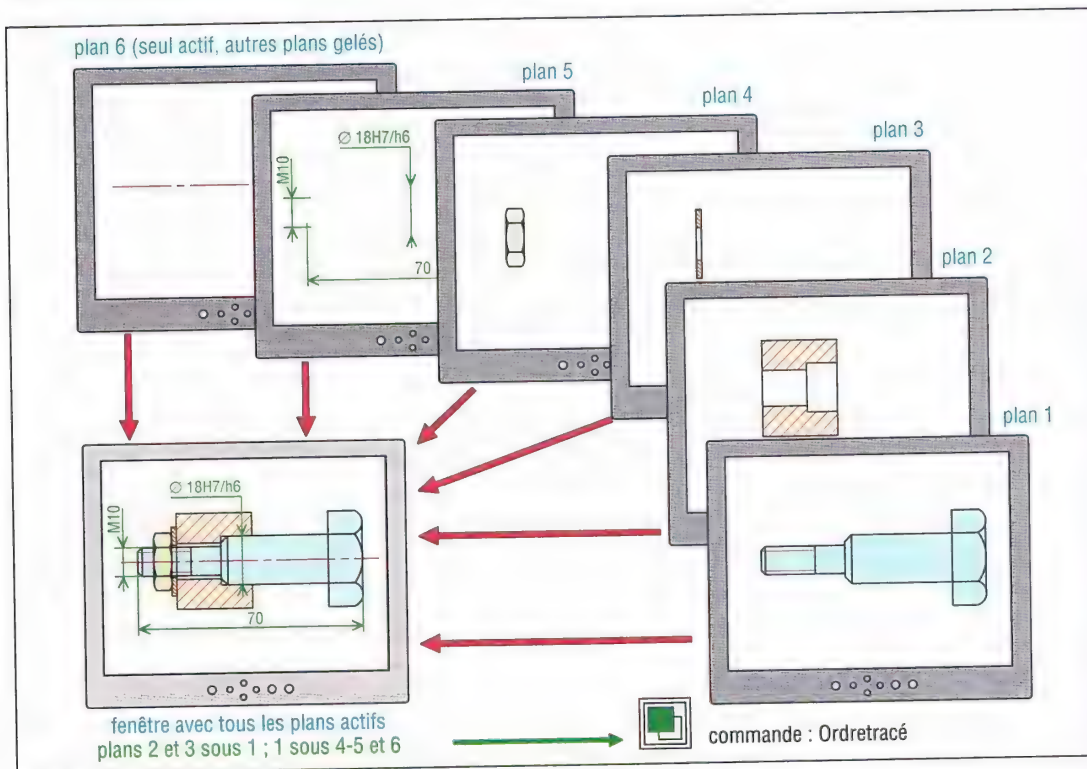 plan 6 (seul actif, autres plans gelés)
plan 5
plan 4
plan 3
plan 2
plan 1
M10
Ø 18H7/h6
70
M10
Ø 18H7/h6
70
fenêtre avec tous les plans actifs
plans 2 et 3 sous 1 ; 1 sous 4-5 et 6
commande : Ordretracé